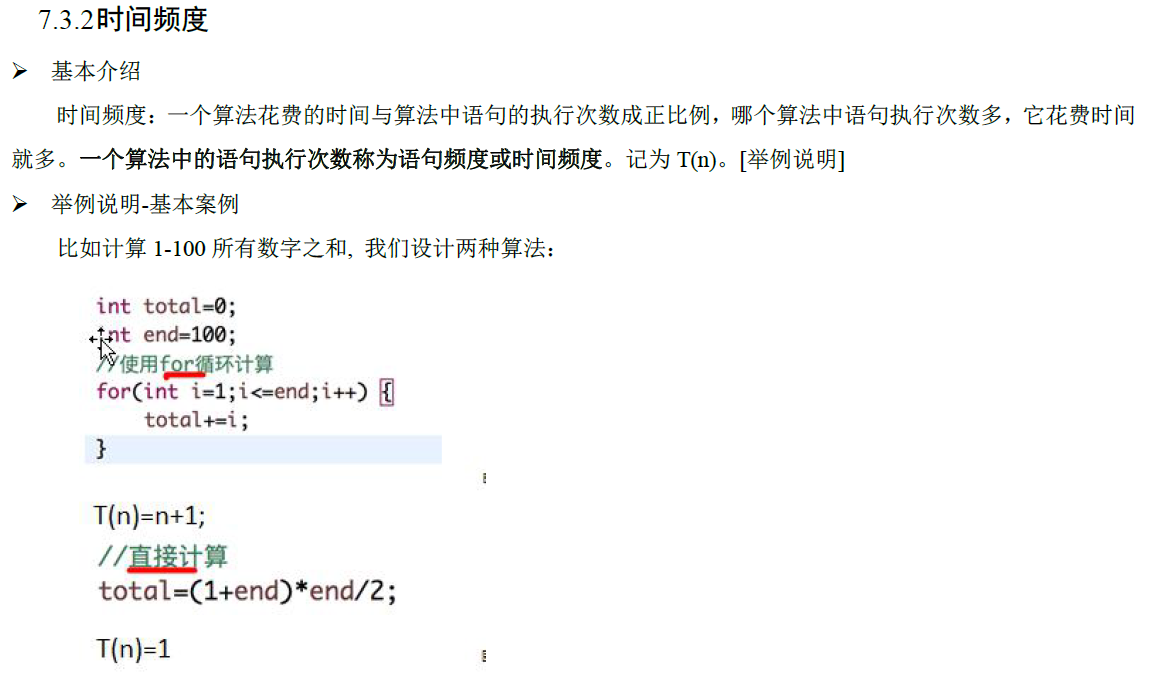 7.3.2时间频度
➢ 基本介绍
时间频度：一个算法花费的时间与算法中语句的执行次数成正比例，哪个算法中语句执行次数多，它花费时间
就多。一个算法中的语句执行次数称为语句频度或时间频度。记为 T(n)。[举例说明]
➢ 举例说明-基本案例
比如计算 1-100 所有数字之和, 我们设计两种算法：
int total=0;
int end=100;
//使用for循环计算
for(int i=1;i<=end;i++) {
total+=i;
}
T(n)=n+1;
//直接计算
total=(1+end)*end/2;
T(n)=1